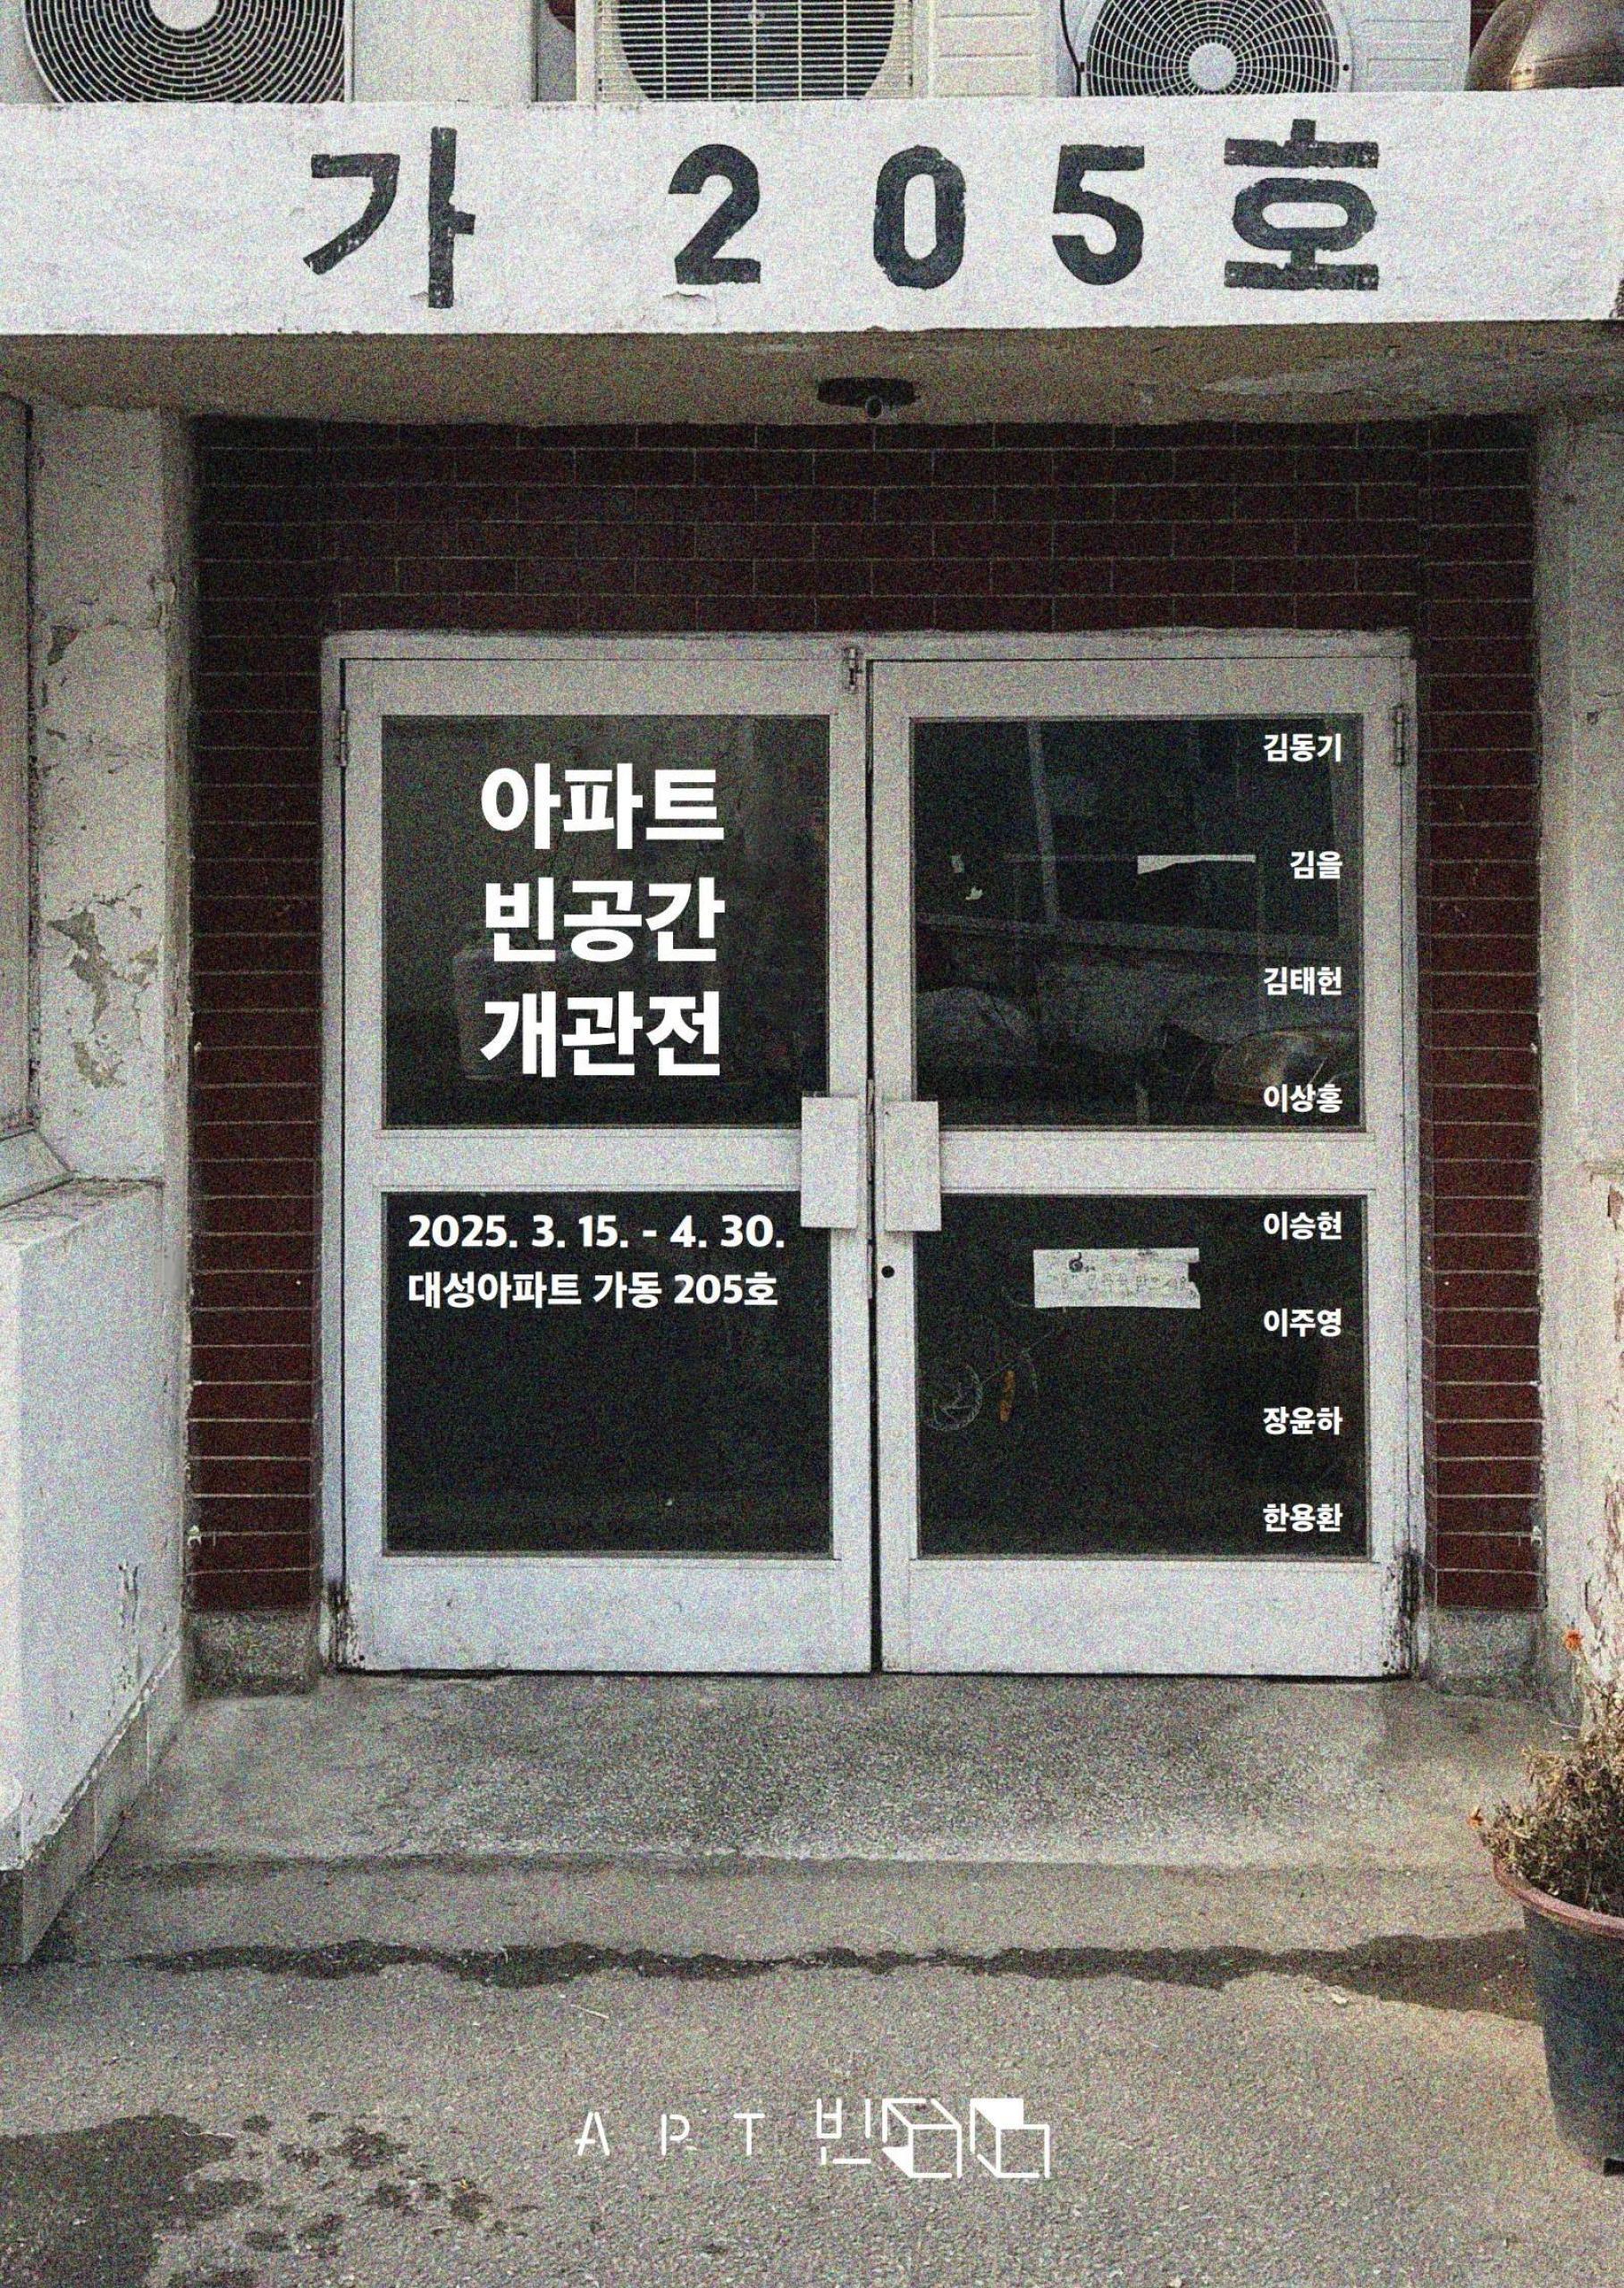 가 205호
아파트
빈공간
개관전
2025. 3. 15. - 4. 30.
대성아파트 가동 205호
김동기
김을
김태헌
이상홍
이승현
이주영
장윤하
한용환
APT 빈